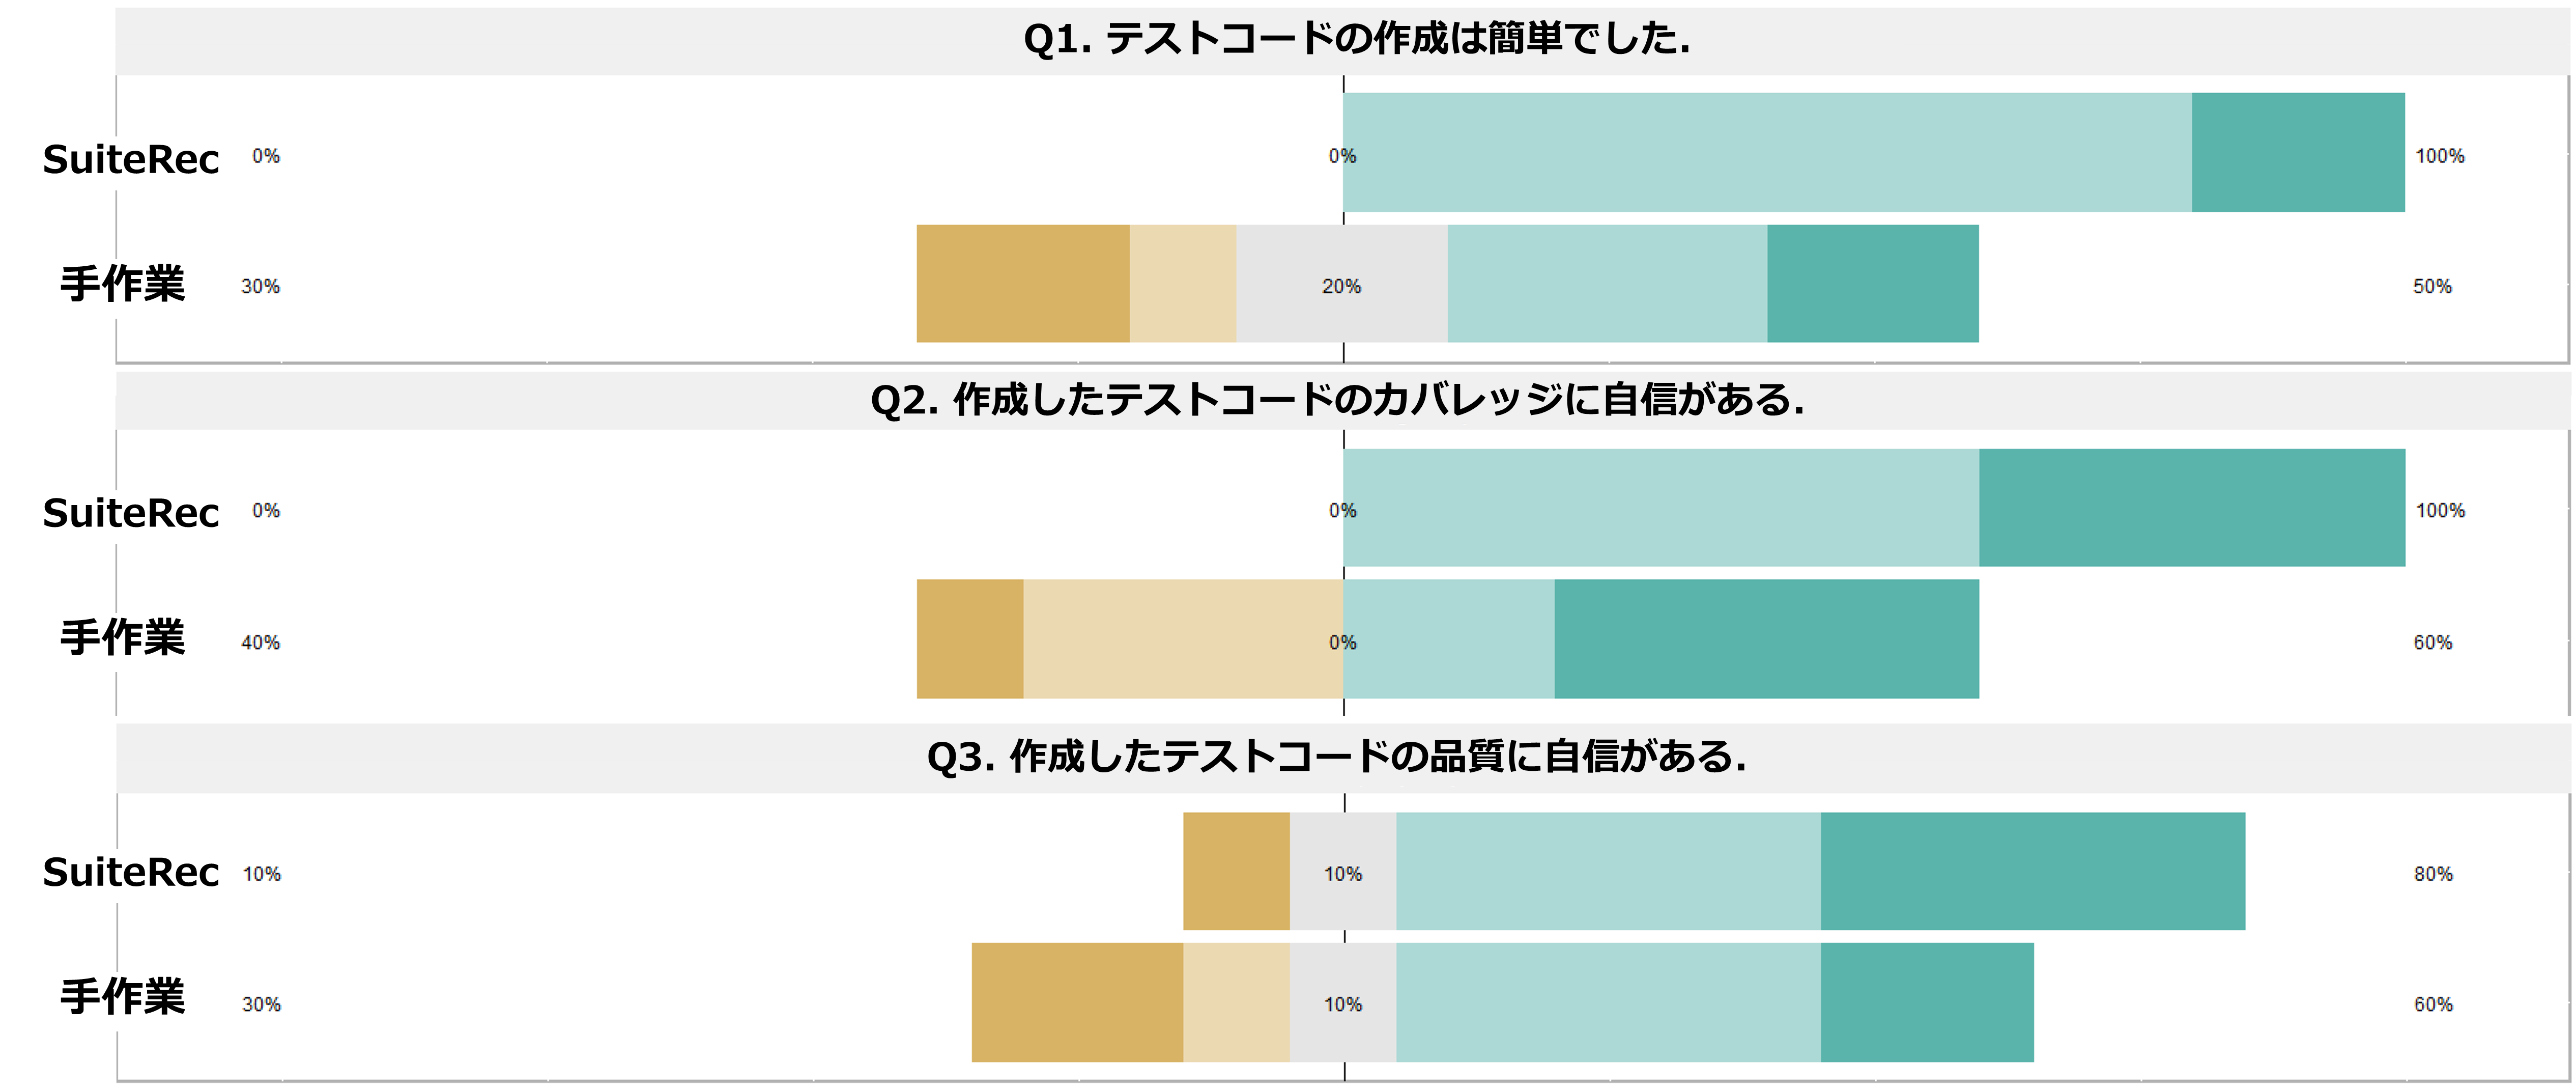 Q1. テストコードの作成は簡単でした.
SuiteRec 0% 0% 100%
手作業 30% 20% 50%
Q2. 作成したテストコードのカバレッジに自信がある.
SuiteRec 0% 0% 100%
手作業 40% 0% 60%
Q3. 作成したテストコードの品質に自信がある.
SuiteRec 10% 10% 80%
手作業 30% 10% 60%